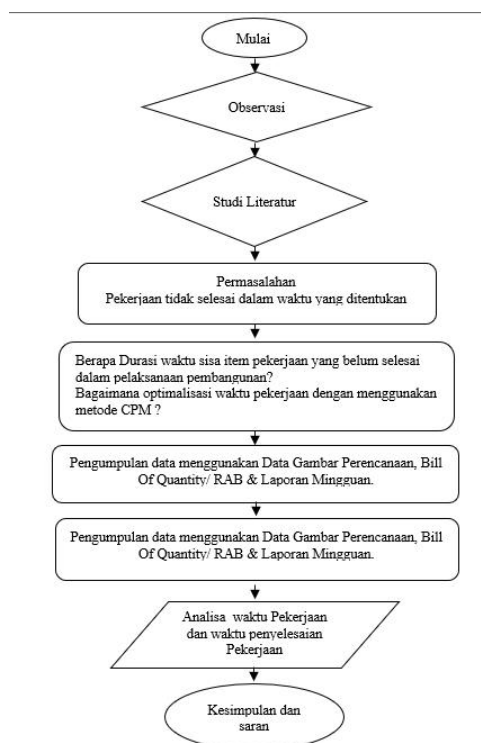 Mulai
Observasi
Studi Literatur
Permasalahan
Pekerjaan tidak selesai dalam waktu yang ditentukan
Berapa Durasi waktu sisa item pekerjaan yang belum selesai
dalam pelaksanaan pembangunan?
Bagaimana optimalisasi waktu pekerjaan dengan menggunakan
metode CPM ?
Pengumpulan data menggunakan Data Gambar Perencanaan, Bill
Of Quantity/ RAB & Laporan Mingguan.
Pengumpulan data menggunakan Data Gambar Perencanaan, Bill
Of Quantity/ RAB & Laporan Mingguan.
Analisa waktu Pekerjaan
dan waktu penyelesaian
Pekerjaan
Kesimpulan dan
saran